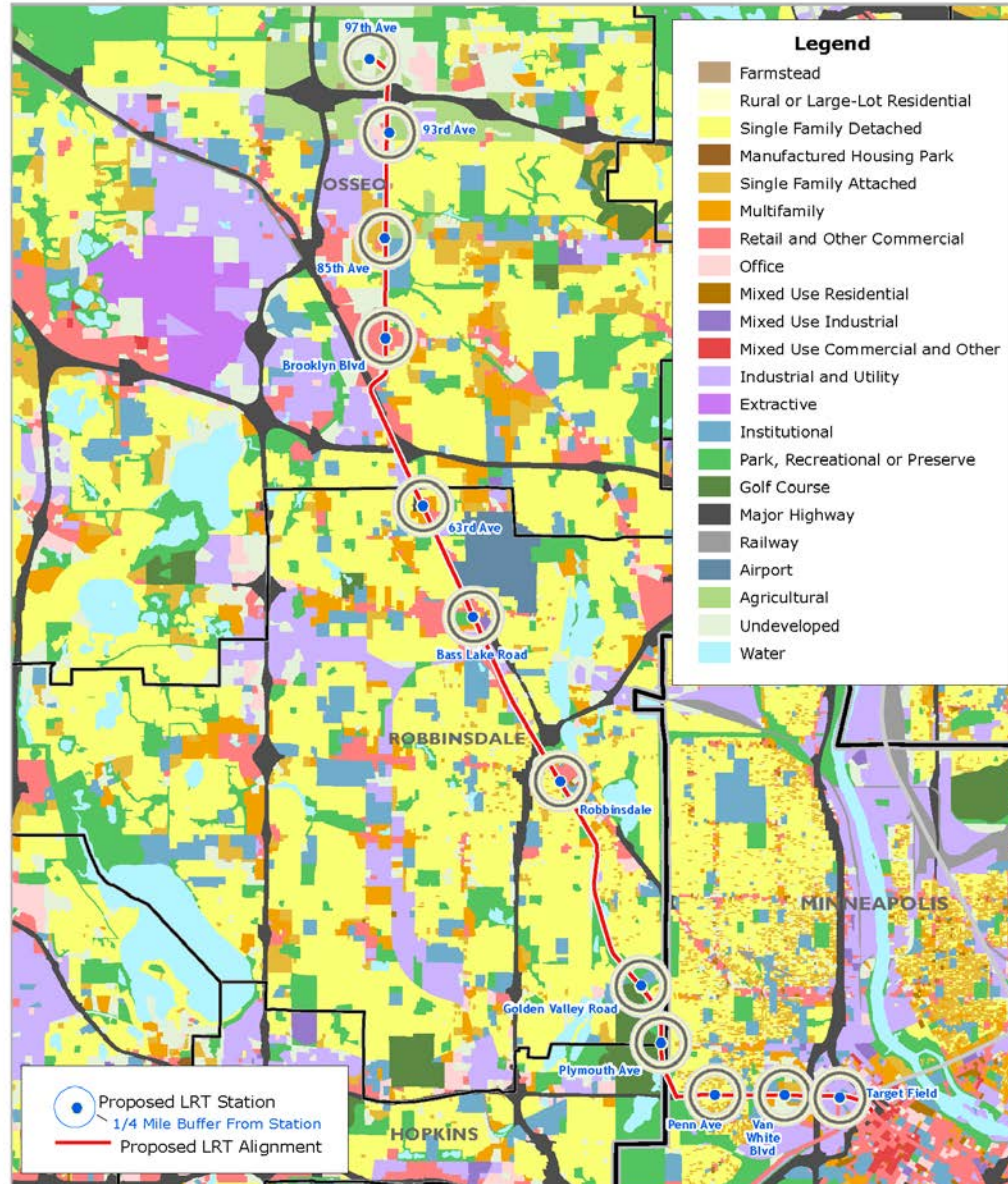 97th Ave
93rd Ave
OSSEO
85th Ave
Brooklyn Blvd
63rd Ave
Bass Lake Road
ROBBINSDALE
Robbinsdale
MINNEAPOLIS
Golden Valley Road
Plymouth Ave
Penn Ave
Van
White
Blvd
Target Field
HOPKINS
Legend
Farmstead
Rural or Large-Lot Residential
Single Family Detached
Manufactured Housing Park
Single Family Attached
Multifamily
Retail and Other Commercial
Office
Mixed Use Residential
Mixed Use Industrial
Mixed Use Commercial and Other
Industrial and Utility
Extractive
Institutional
Park, Recreational or Preserve
Golf Course
Major Highway
Railway
Airport
Agricultural
Undeveloped
Water
Proposed LRT Station
1/4 Mile Buffer From Station
Proposed LRT Alignment